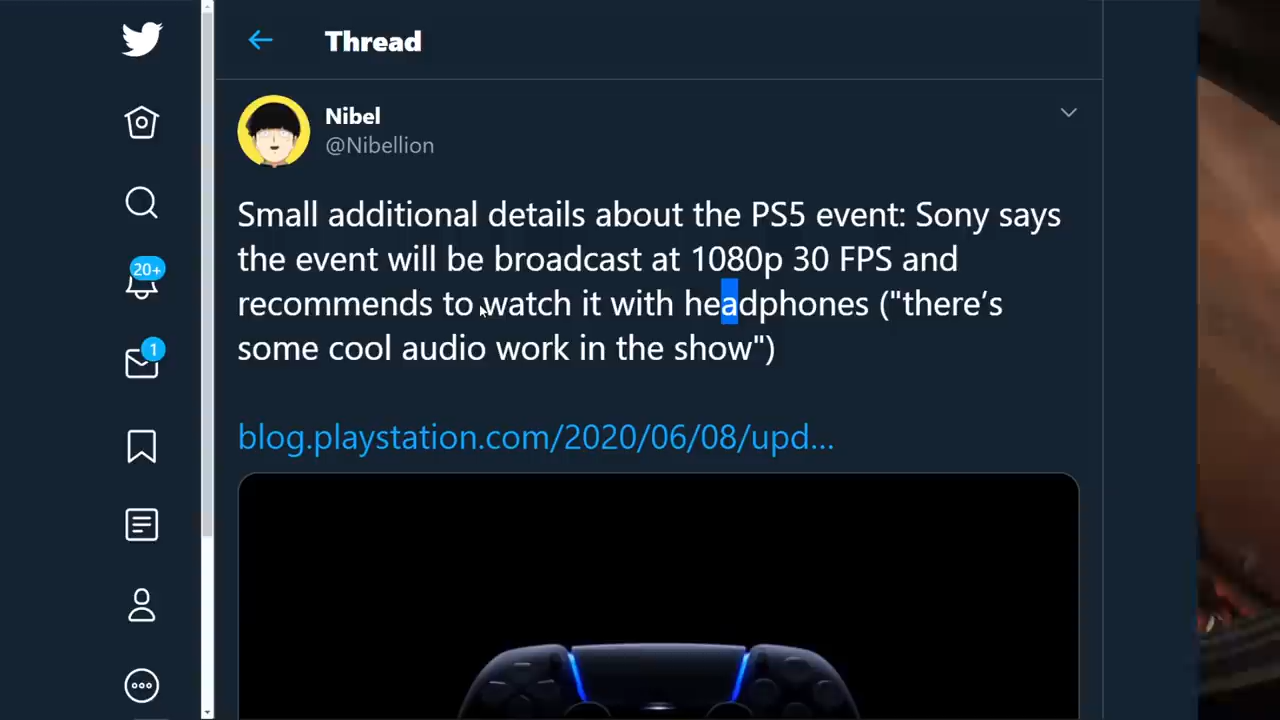 Thread
Nibel
@Nibellion
Small additional details about the PS5 event: Sony says
the event will be broadcast at 1080p 30 FPS and
recommends to watch it with headphones ("there’s
some cool audio work in the show")
blog.playstation.com/2020/06/08/upd...
20+
1